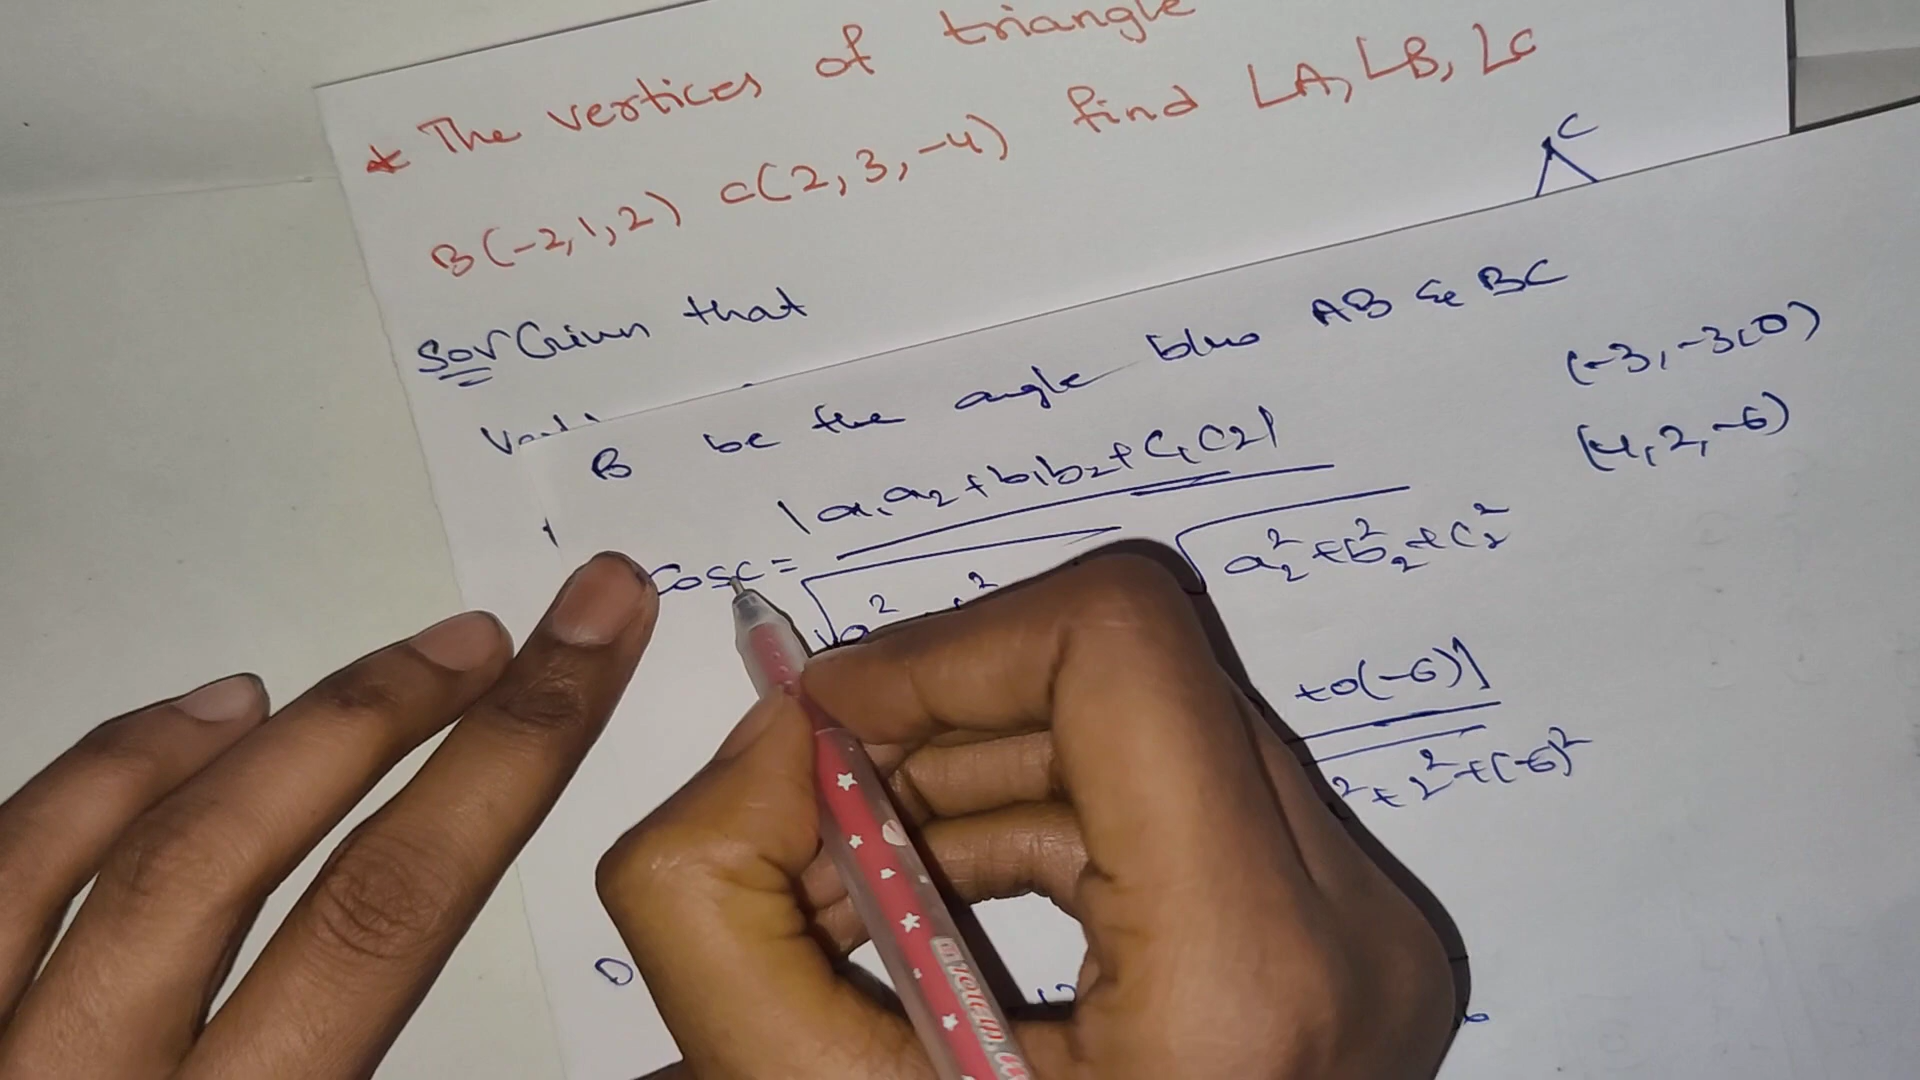 * The vertices of triangle
B(-2,1,2) C(2,3,-4) find ∠A, ∠B, ∠C
C
Sol Given that
B be the angle b/w AB & BC
(-3,-3,0)
(4,2,-6)
cosc = |a₁a₂+b₁b₂+c₁c₂|
√a₂²+b₂²+c₂²
+0(-6)|
²+2²+(-6)²